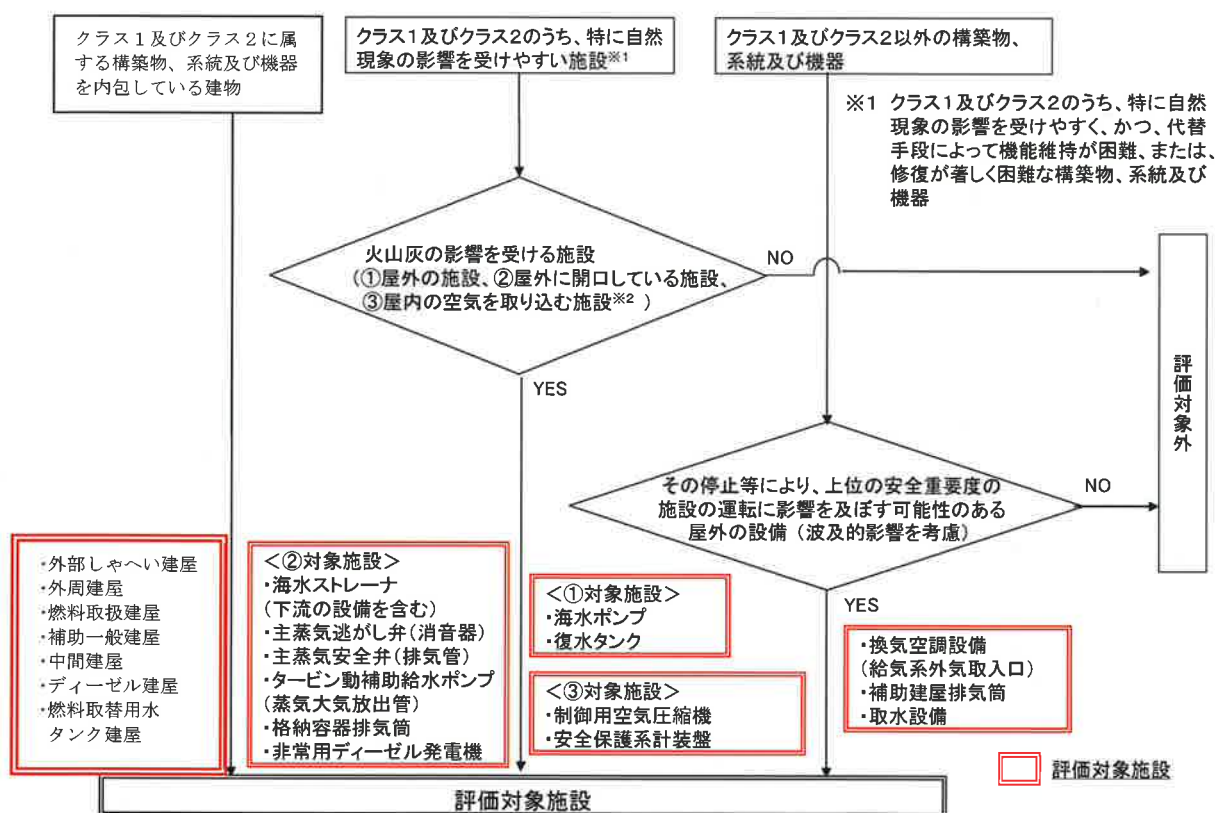 クラス1及びクラス2に属
する構築物、系統及び機器
を内包している建物
クラス1及びクラス2のうち、特に自然
現象の影響を受けやすい施設※1
クラス1及びクラス2以外の構築物、
系統及び機器
※1 クラス1及びクラス2のうち、特に自然
現象の影響を受けやすく、かつ、代替
手段によって機能維持が困難、または、
修復が著しく困難な構築物、系統及び
機器
火山灰の影響を受ける施設
(①屋外の施設、②屋外に開口している施設、
③屋内の空気を取り込む施設※2 )
NO
YES
評価対象外
その停止等により、上位の安全重要度の
施設の運転に影響を及ぼす可能性のある
屋外の設備 (波及的影響を考慮)
NO
YES
・外部しゃへい建屋
・外周建屋
・燃料取扱建屋
・補助一般建屋
・中間建屋
・ディーゼル建屋
・燃料取替用水
タンク建屋
<②対象施設>
・海水ストレーナ
(下流の設備を含む)
・主蒸気逃がし弁(消音器)
・主蒸気安全弁(排気管)
・タービン動補助給水ポンプ
(蒸気大気放出管)
・格納容器排気筒
・非常用ディーゼル発電機
<①対象施設>
・海水ポンプ
・復水タンク
<③対象施設>
・制御用空気圧縮機
・安全保護系計装盤
・換気空調設備
(給気系外気取入口)
・補助建屋排気筒
・取水設備
評価対象施設
評価対象施設